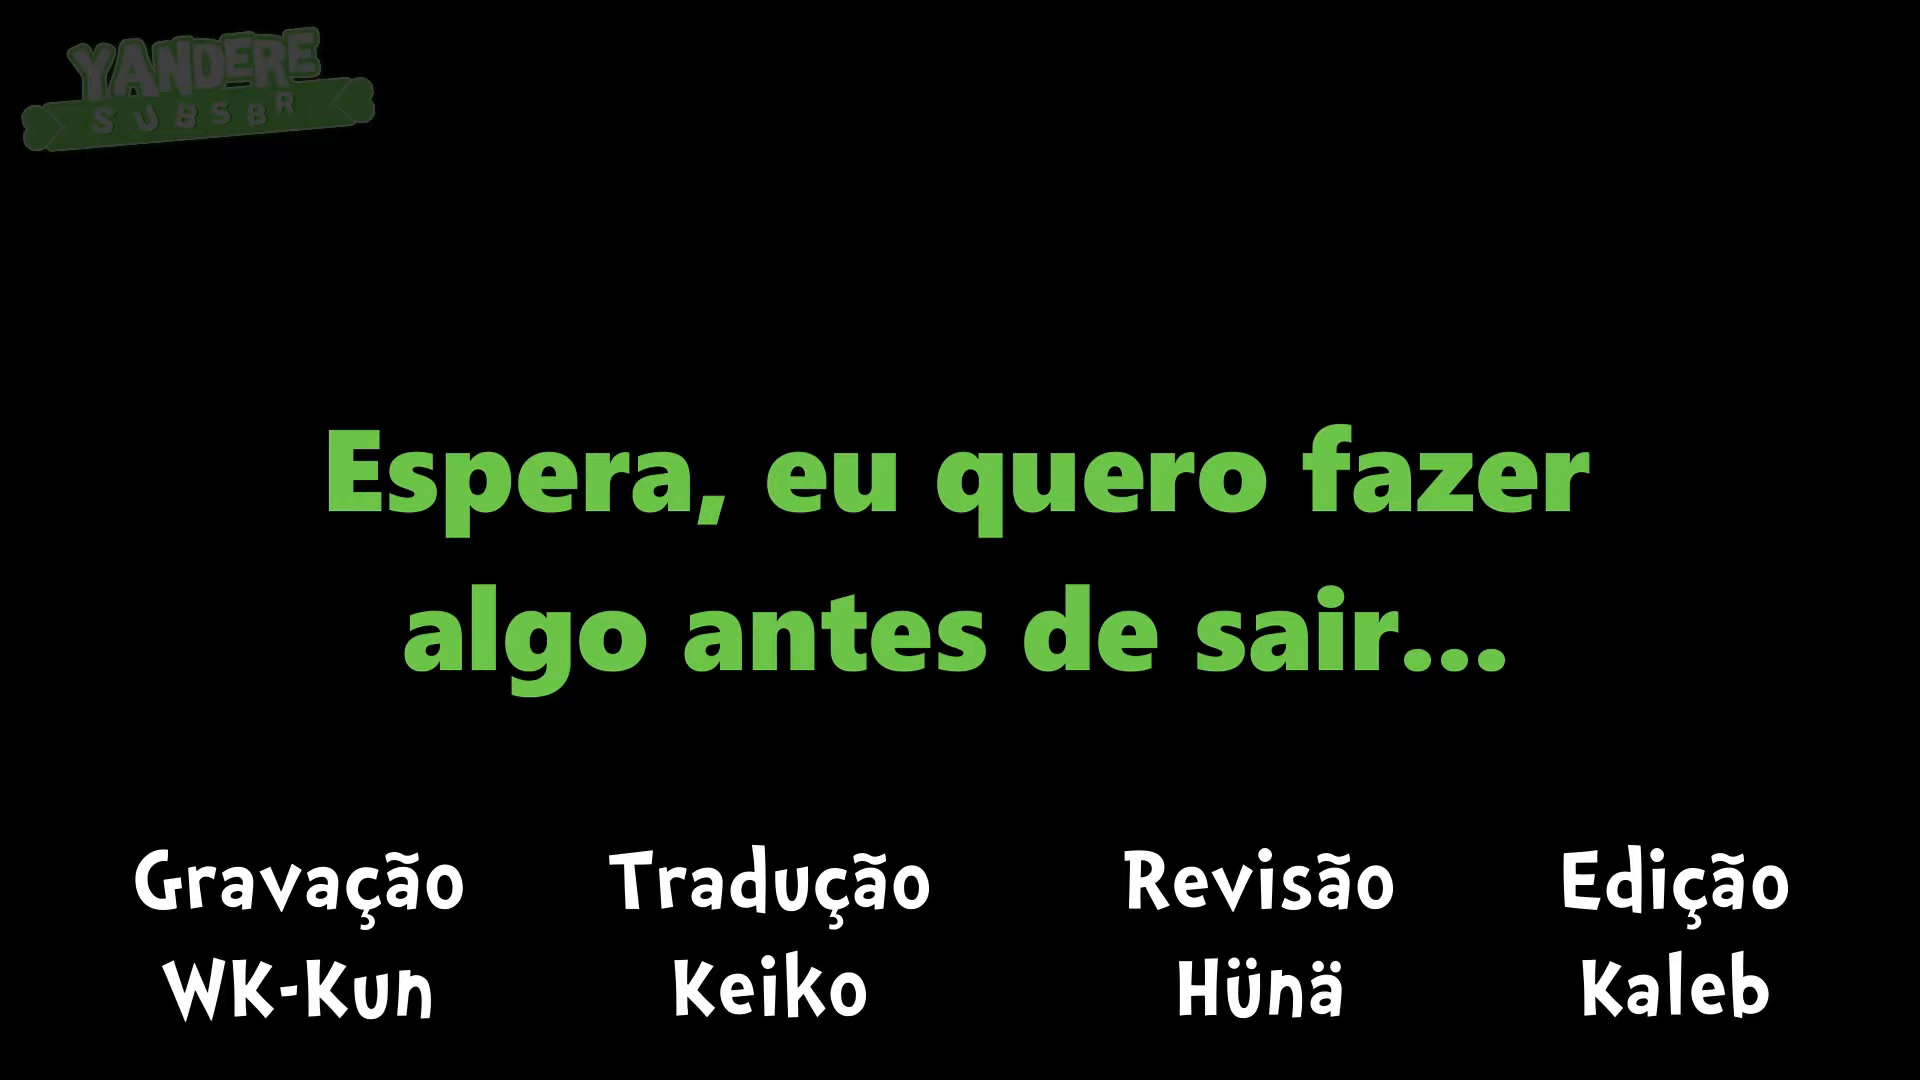 YANDERE
SUBSBR
Espera, eu quero fazer
algo antes de sair...
Gravação Tradução Revisão Edição
WK-Kun Keiko Hünä Kaleb